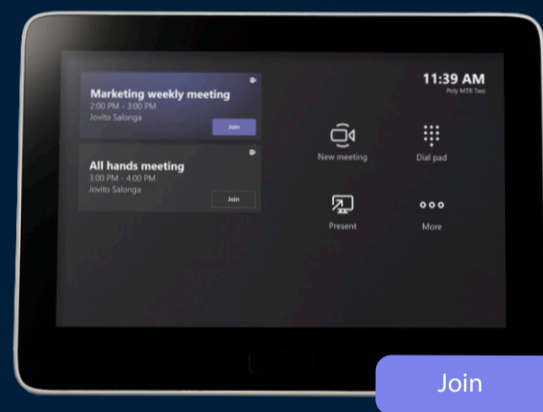 11:39 AM
Poly MTR Two
Marketing weekly meeting
2:00 PM - 3:00 PM
Jovito Salonga
Join
All hands meeting
3:00 PM - 4:00 PM
Jovito Salonga
Join
New meeting
Dial pad
Present
More
Join